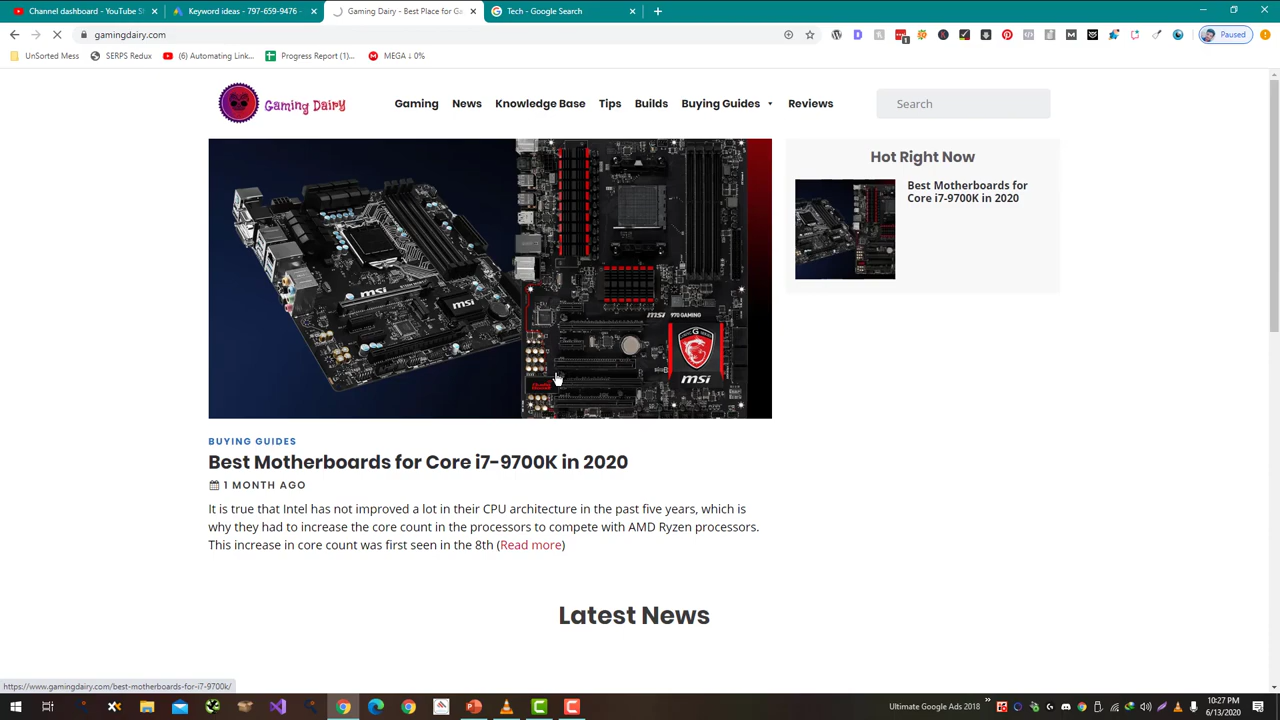 Channel dashboard - YouTube S
Keyword ideas - 797-659-9476 -
Gaming Dairy - Best Place for Ga
Tech - Google Search
gamingdairy.com
Paused
UnSorted Mess
SERPS Redux
(6) Automating Link...
Progress Report (1)...
MEGA ↓ 0%
Gaming Dairy
Gaming
News
Knowledge Base
Tips
Builds
Buying Guides
Reviews
Search
Hot Right Now
Best Motherboards for
Core i7-9700K in 2020
msi
msi
msi 970 GAMING
msi
BUYING GUIDES
Best Motherboards for Core i7-9700K in 2020
1 MONTH AGO
It is true that Intel has not improved a lot in their CPU architecture in the past five years, which is
why they had to increase the core count in the processors to compete with AMD Ryzen processors.
This increase in core count was first seen in the 8th (Read more)
Latest News
https://www.gamingdairy.com/best-motherboards-for-i7-9700k/
Ultimate Google Ads 2018
10:27 PM
6/13/2020